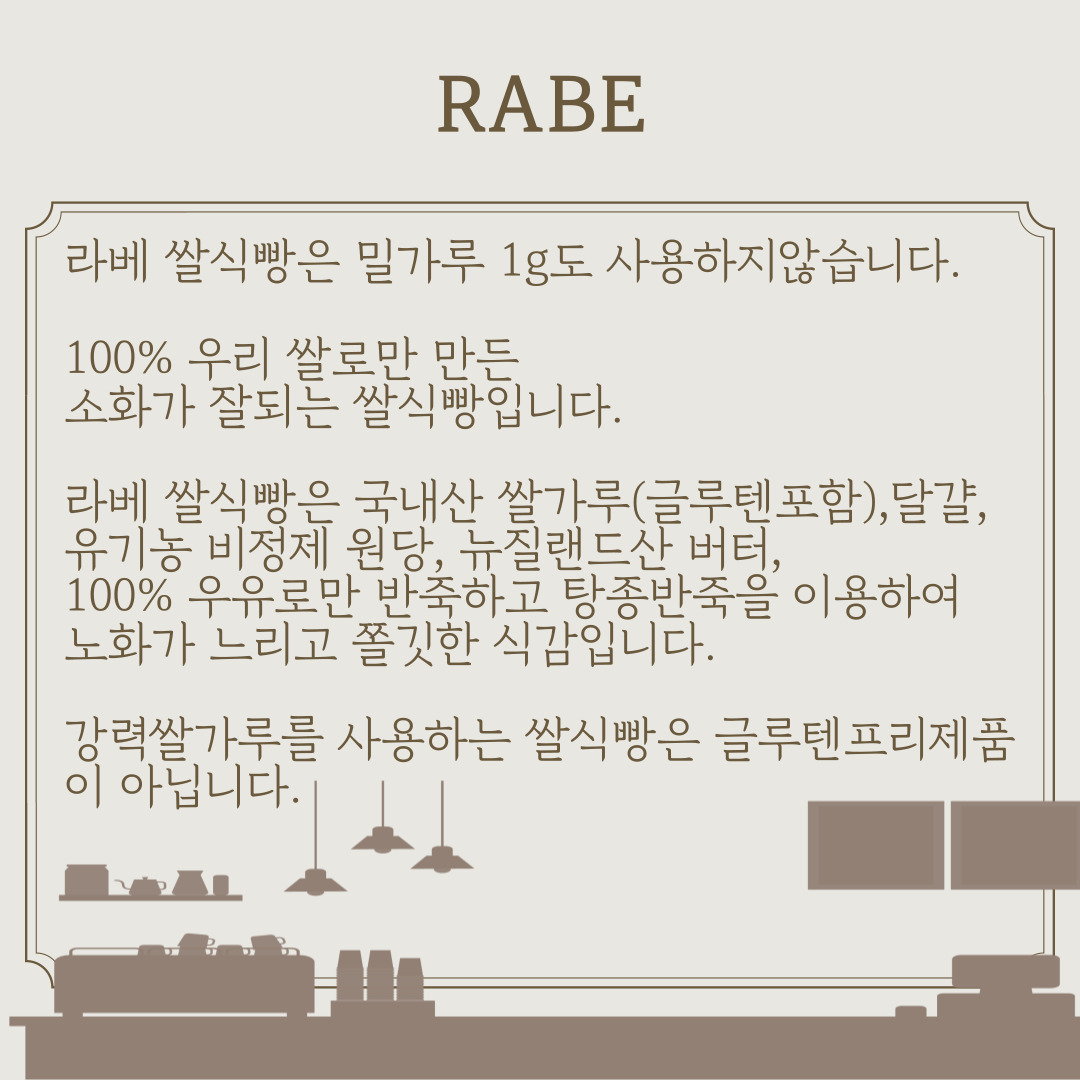 RABE
라베 쌀식빵은 밀가루 1g도 사용하지않습니다.
100% 우리 쌀로만 만든
소화가 잘되는 쌀식빵입니다.
라베 쌀식빵은 국내산 쌀가루(글루텐포함),달걀,
유기농 비정제 원당, 뉴질랜드산 버터,
100% 우유로만 반죽하고 탕종반죽을 이용하여
노화가 느리고 쫄깃한 식감입니다.
강력쌀가루를 사용하는 쌀식빵은 글루텐프리제품
이 아닙니다.